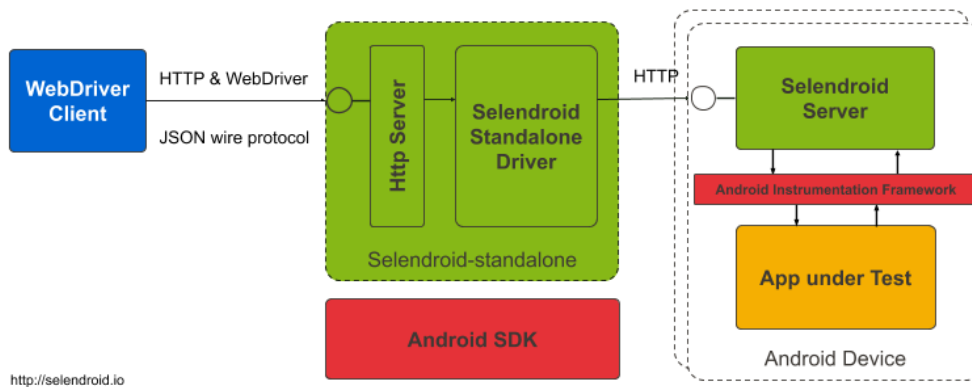 WebDriver
Client
HTTP & WebDriver
JSON wire protocol
Http Server
Selendroid
Standalone
Driver
Selendroid-standalone
Android SDK
HTTP
Selendroid
Server
Android Instrumentation Framework
App under Test
Android Device
http://selendroid.io